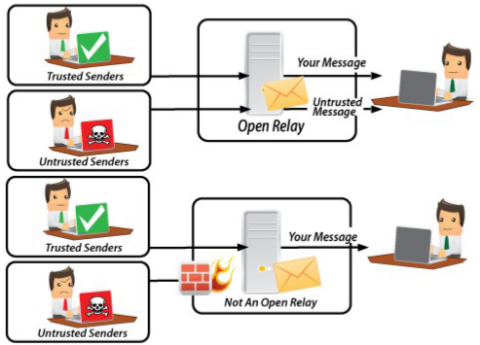 Trusted Senders
Your Message
Untrusted
Message
Open Relay
Untrusted Senders
Trusted Senders
Your Message
Not An Open Relay
Untrusted Senders